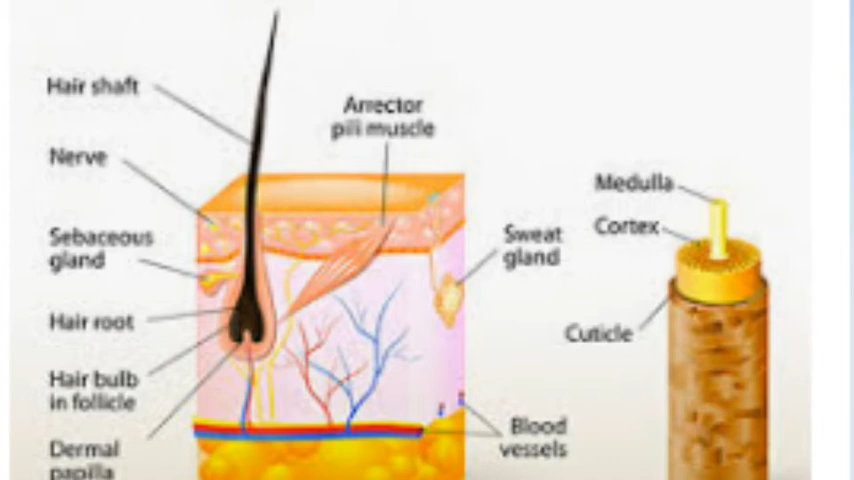 Hair shaft
Nerve
Sebaceous
gland
Hair root
Hair bulb
in follicle
Dermal
papilla
Arrector
pili muscle
Sweat
gland
Blood
vessels
Medulla
Cortex
Cuticle